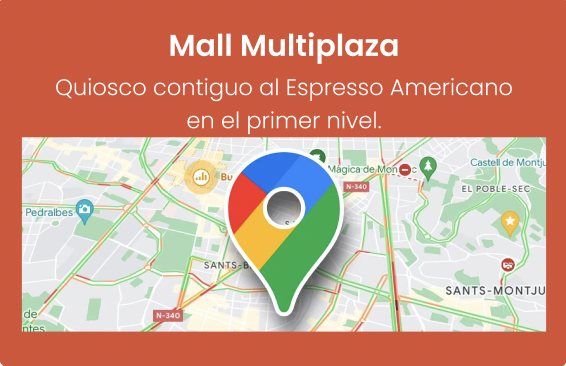 Mall Multiplaza
Quiosco contiguo al Espresso Americano
en el primer nivel.
Màgica de Mon
Castell de Montju
N-340
EL POBLE-SEC
Pedralbes
SANTS-B
SANTS-MONTJU
N-340
de
ntes